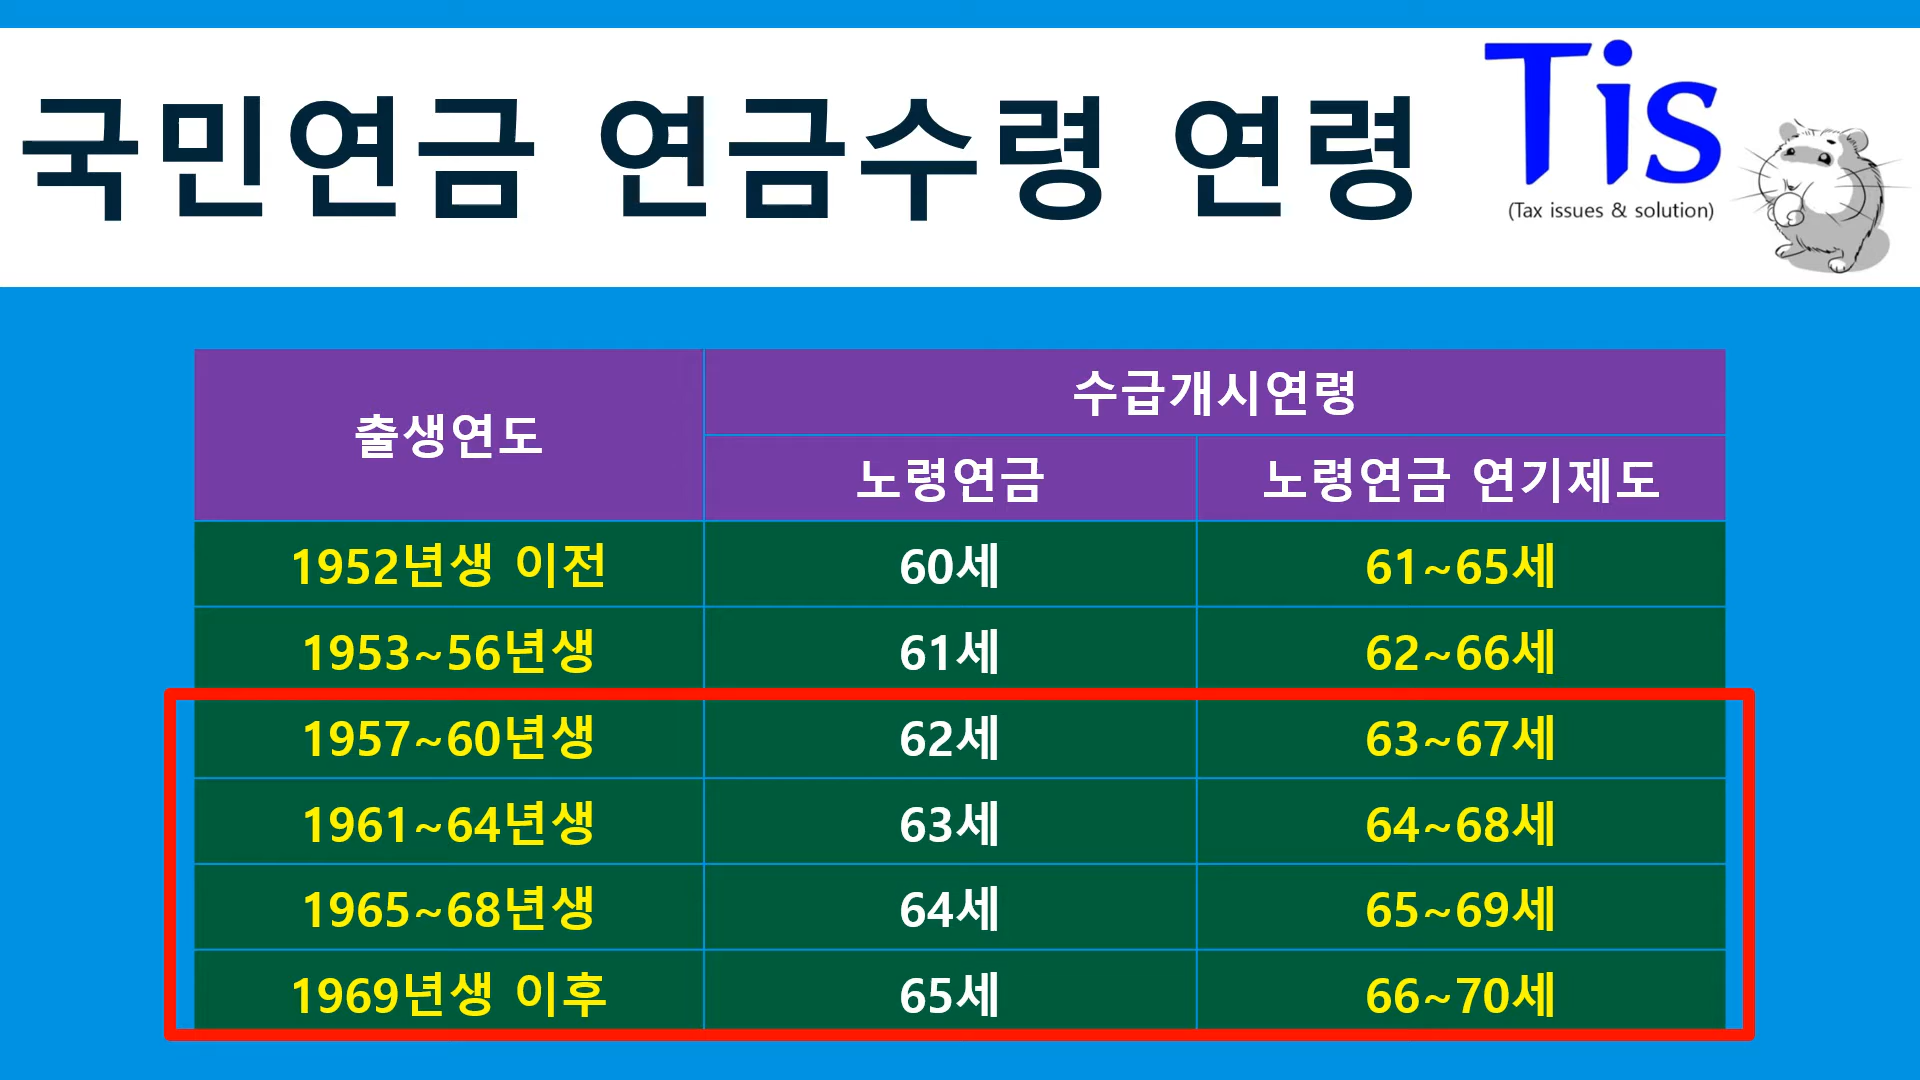 국민연금 연금수령 연령
Tis
(Tax issues & solution)
출생연도
수급개시연령
노령연금
노령연금 연기제도
1952년생 이전
60세
61~65세
1953~56년생
61세
62~66세
1957~60년생
62세
63~67세
1961~64년생
63세
64~68세
1965~68년생
64세
65~69세
1969년생 이후
65세
66~70세